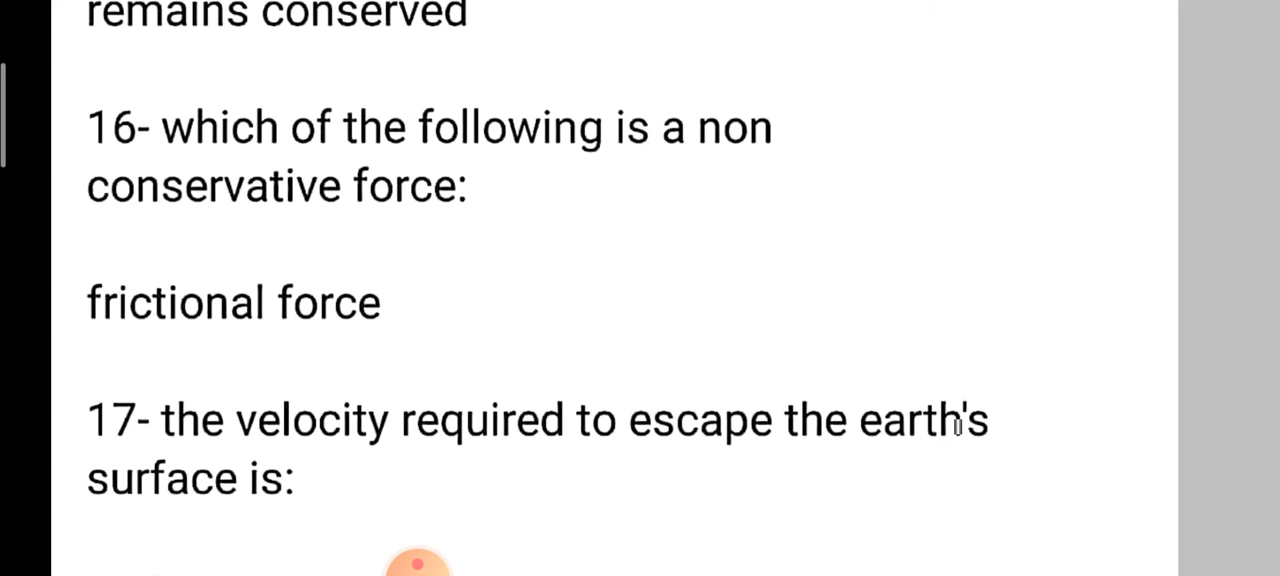 remains conserved
16- which of the following is a non
conservative force:
frictional force
17- the velocity required to escape the earth's
surface is: